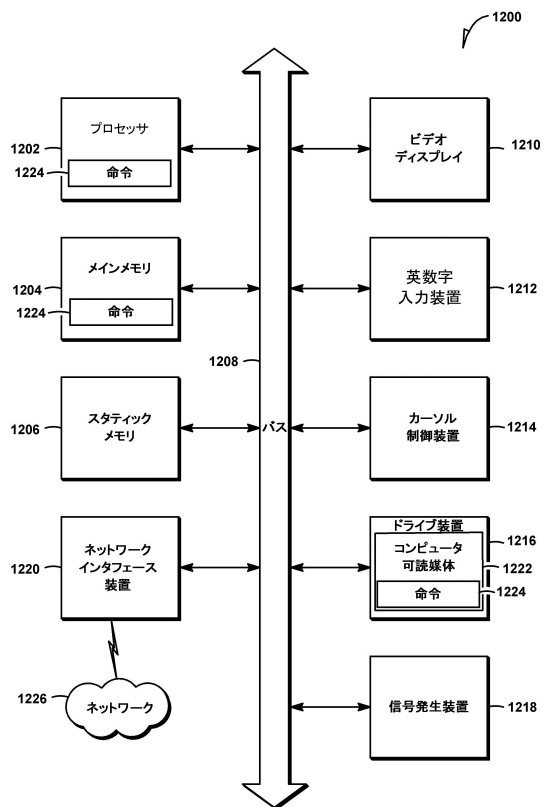 1200
プロセッサ
1202
1224
命令
ビデオ
ディスプレイ
1210
メインメモリ
1204
1224
命令
英数字
入力装置
1212
1208
スタティック
メモリ
1206
バス
カーソル
制御装置
1214
ネットワーク
インタフェース
装置
1220
ドライブ装置
1216
コンピュータ
可読媒体
1222
命令
1224
1226
ネットワーク
信号発生装置
1218